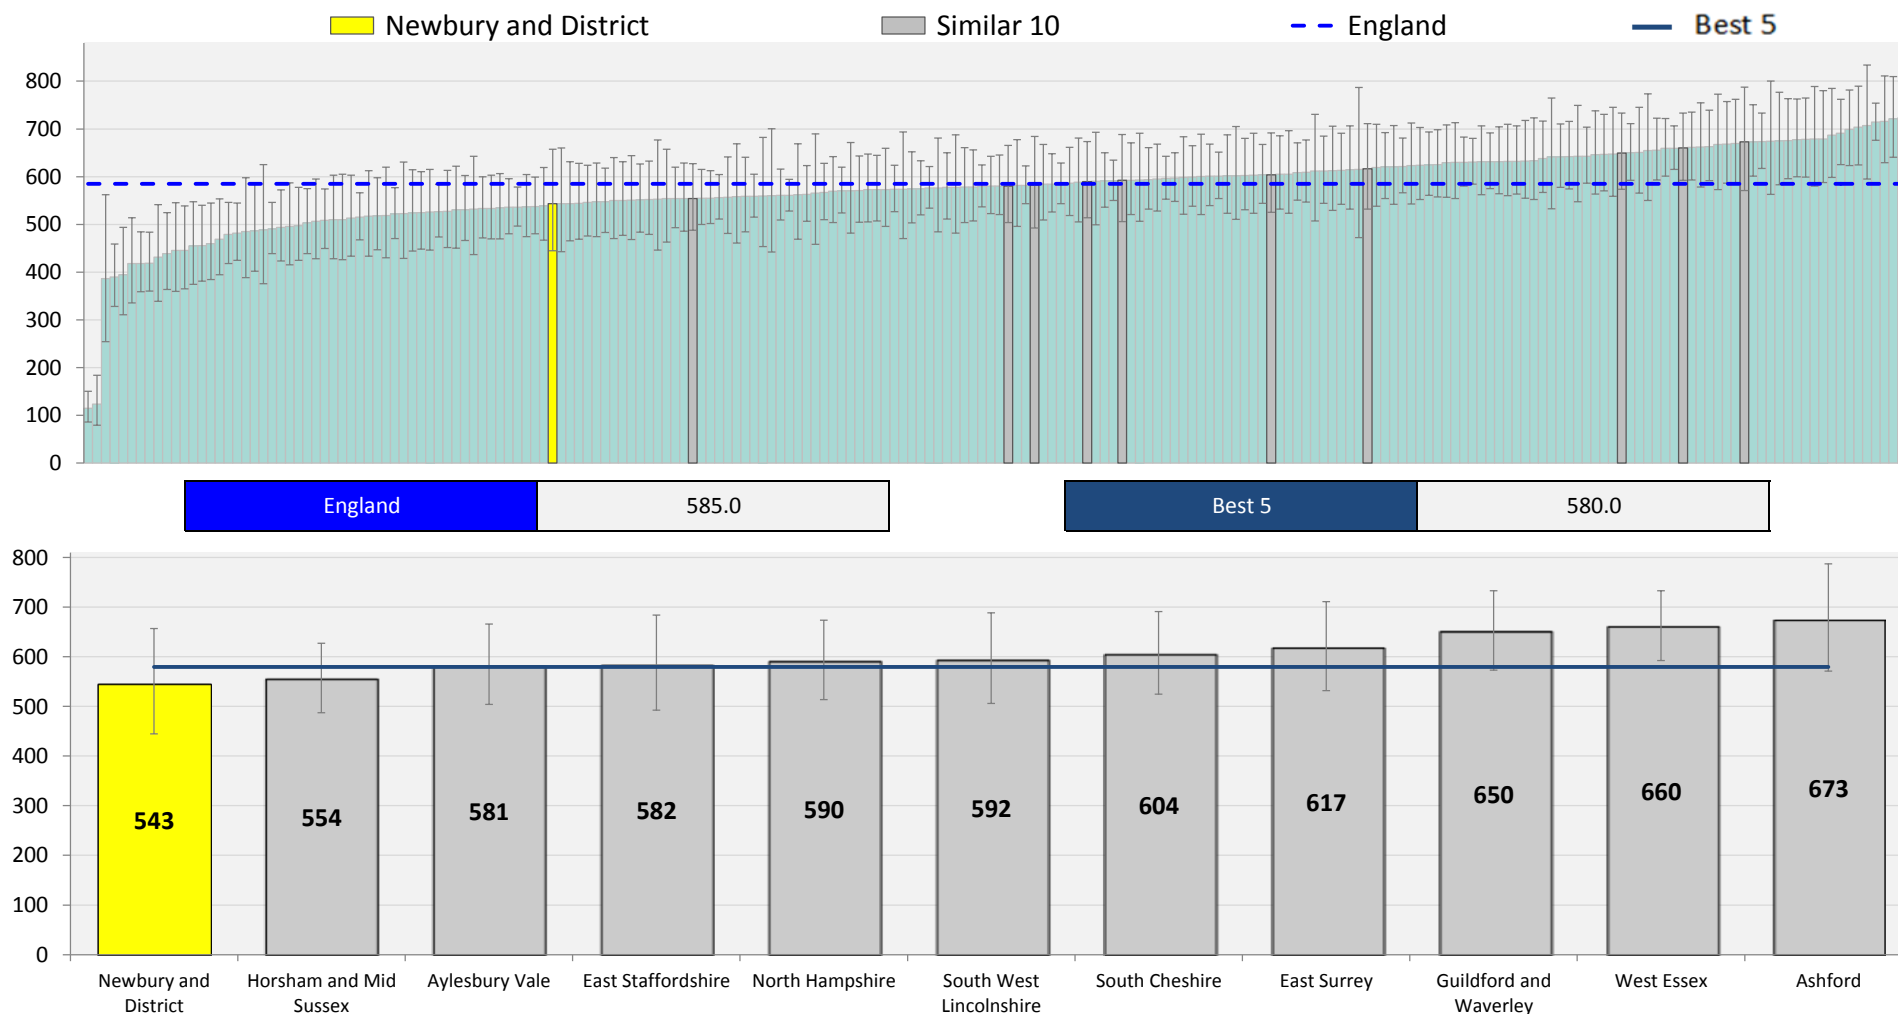 Newbury and District Similar 10 England Best 5
800
700
600
500
400
300
200
100
0
England 585.0 Best 5 580.0
800
700
600
500
400
300
200
100
0
543 554 581 582 590 592 604 617 650 660 673
Newbury and District
Horsham and Mid Sussex
Aylesbury Vale
East Staffordshire
North Hampshire
South West Lincolnshire
South Cheshire
East Surrey
Guildford and Waverley
West Essex
Ashford